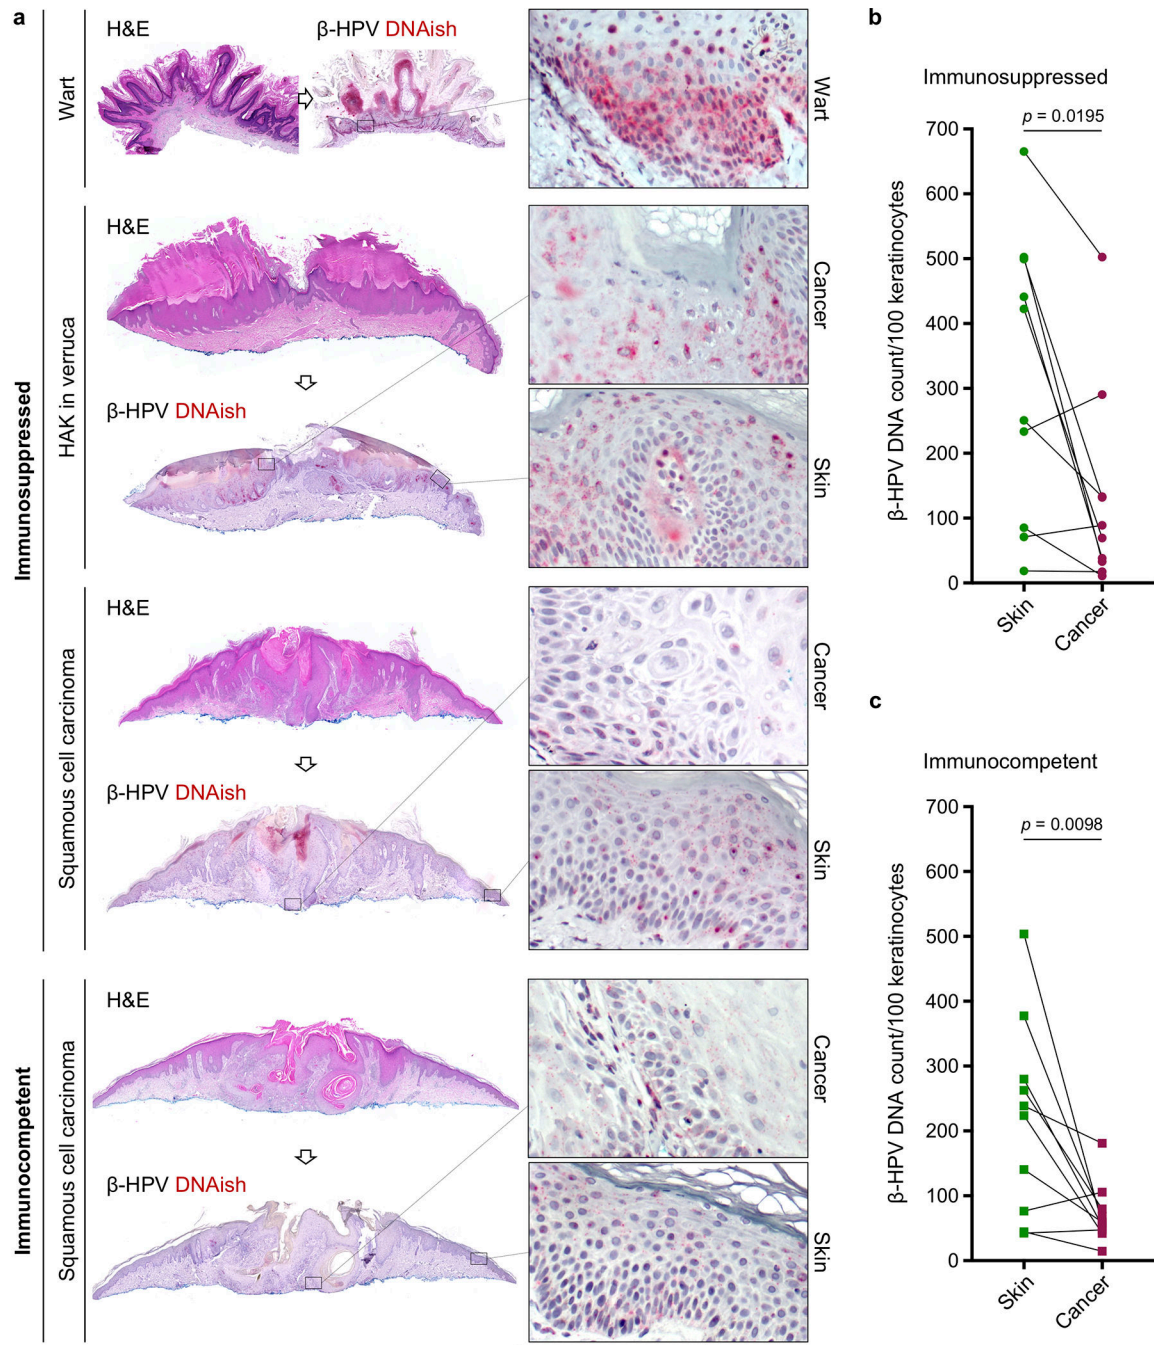 a
Immunosuppressed
Wart
H&E
β-HPV DNAish
Wart
HAK in verruca
H&E
β-HPV DNAish
Cancer
Skin
Squamous cell carcinoma
H&E
β-HPV DNAish
Cancer
Skin
Immunocompetent
Squamous cell carcinoma
H&E
β-HPV DNAish
Cancer
Skin
b
Immunosuppressed
p = 0.0195
β-HPV DNA count/100 keratinocytes
700
600
500
400
300
200
100
0
Skin
Cancer
c
Immunocompetent
p = 0.0098
β-HPV DNA count/100 keratinocytes
700
600
500
400
300
200
100
0
Skin
Cancer